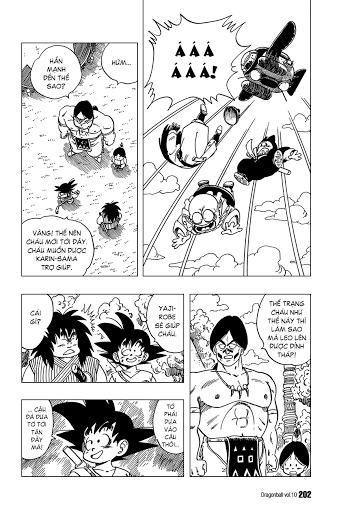 HẮN
MẠNH
ĐẾN THẾ
SAO?
HỪM...
Á Á Á
Á Á Á!
VÂNG! THẾ NÊN
CHÁU MỚI TỚI ĐÂY.
CHÁU MUỐN ĐƯỢC
KARIN-SAMA
TRỢ GIÚP.
THỂ TRẠNG
CHÁU NHƯ
THẾ NÀY THÌ
LÀM SAO
MÀ LEO LÊN
ĐƯỢC ĐỈNH
THÁP!
YAJI-
ROBE
SẼ GIÚP
CHÁU.
CÁI
GÌ?
TỚ
PHẢI
DỰA
VÀO
CẬU
THÔI...
... CẬU
ĐÃ ĐƯA
TỚ TỚI
TẬN
ĐÂY
MÀ!
Dragonball vol.10 202